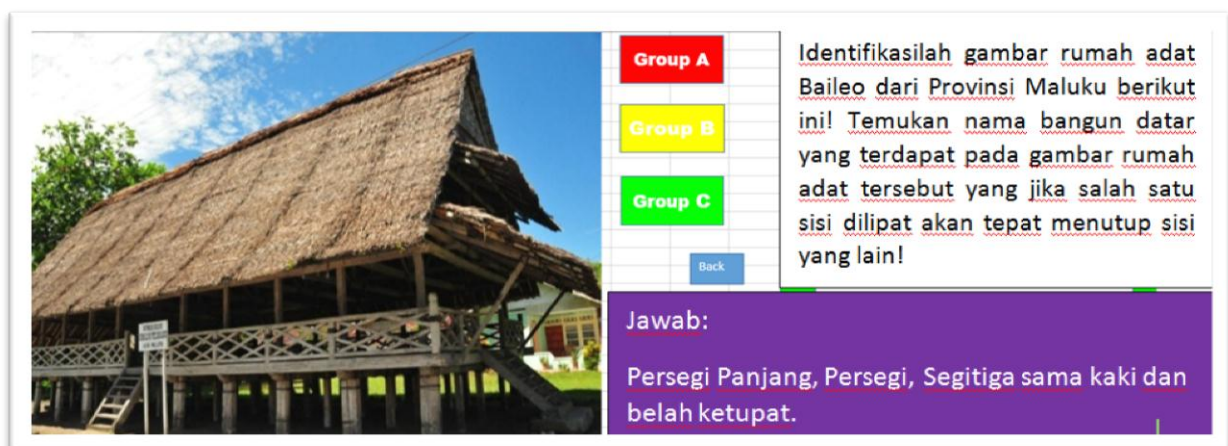 Group A
Group B
Group C
Back
Identifikasilah gambar rumah adat
Baileo dari Provinsi Maluku berikut
ini! Temukan nama bangun datar
yang terdapat pada gambar rumah
adat tersebut yang jika salah satu
sisi dilipat akan tepat menutup sisi
yang lain!
Jawab:
Persegi Panjang, Persegi, Segitiga sama kaki dan
belah ketupat.